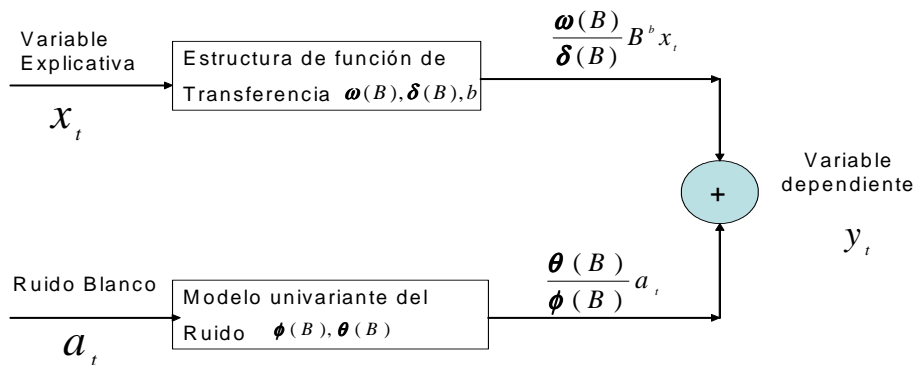 Variable
Explicativa
x_t
Estructura de función de
Transferencia ω(B), δ(B), b
ω(B)/δ(B) B^b x_t
+
Variable
dependiente
y_t
Ruido Blanco
a_t
Modelo univariante del
Ruido ϕ(B), θ(B)
θ(B)/ϕ(B) a_t